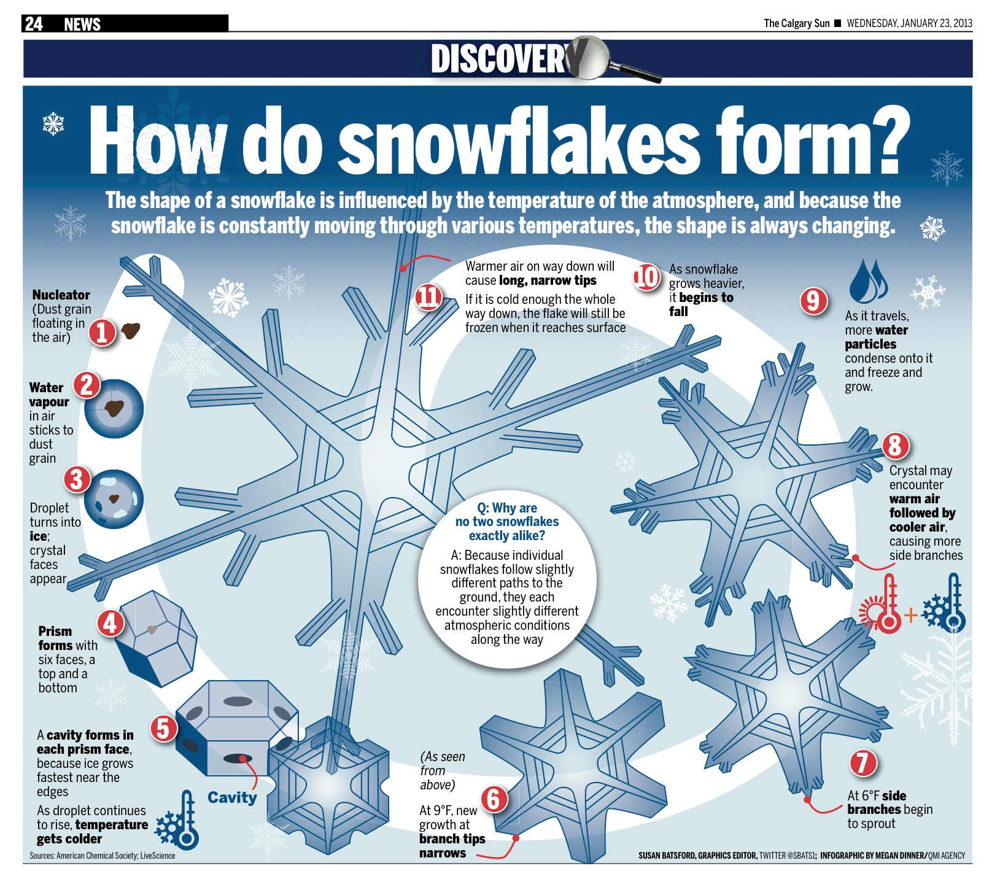 24 NEWS
The Calgary Sun ■ WEDNESDAY, JANUARY 23, 2013
DISCOVERY
How do snowflakes form?
The shape of a snowflake is influenced by the temperature of the atmosphere, and because the
snowflake is constantly moving through various temperatures, the shape is always changing.
Nucleator
(Dust grain
floating in
the air)
1
2
Water
vapour
in air
sticks to
dust
grain
3
Droplet
turns into
ice;
crystal
faces
appear
4
Prism
forms with
six faces, a
top and a
bottom
5
A cavity forms in
each prism face,
because ice grows
fastest near the
edges
As droplet continues
to rise, temperature
gets colder
Cavity
(As seen
from
above)
6
At 9°F, new
growth at
branch tips
narrows
7
At 6°F side
branches begin
to sprout
8
Crystal may
encounter
warm air
followed by
cooler air,
causing more
side branches
+
9
As it travels,
more water
particles
condense onto it
and freeze and
grow.
10
As snowflake
grows heavier,
it begins to
fall
11
Warmer air on way down will
cause long, narrow tips
If it is cold enough the whole
way down, the flake will still be
frozen when it reaches surface
Q: Why are
no two snowflakes
exactly alike?
A: Because individual
snowflakes follow slightly
different paths to the
ground, they each
encounter slightly different
atmospheric conditions
along the way
Sources: American Chemical Society; LiveScience
SUSAN BATSFORD, GRAPHICS EDITOR, TWITTER @SBATS1; INFOGRAPHIC BY MEGAN DINNER/QMI AGENCY